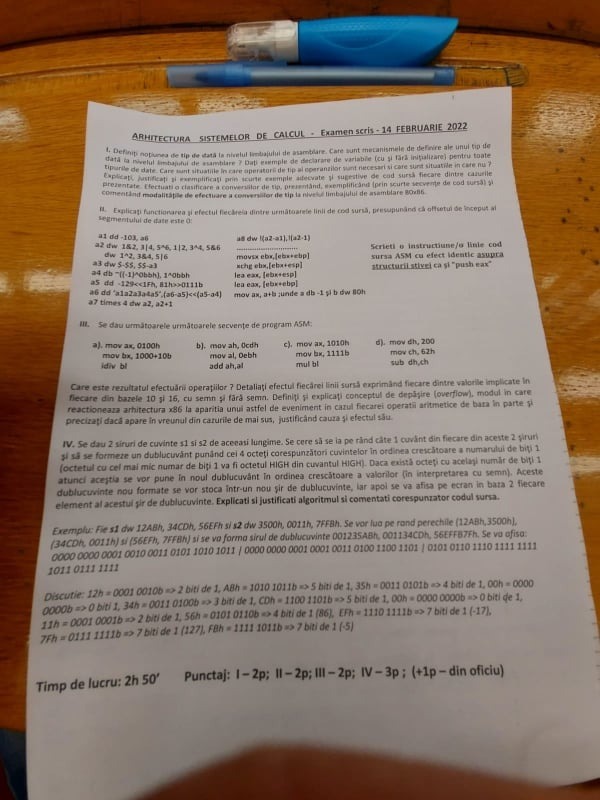 ARHITECTURA SISTEMELOR DE CALCUL - Examen scris - 14 FEBRUARIE 2022
I. Definiți noțiunea de tip de dată la nivelul limbajului de asamblare. Care sunt mecanismele de definire ale unui tip de
dată la nivelul limbajului de asamblare ? Dați exemple de declarare de variabile (cu și fără inițializare) pentru toate
tipurile de date. Care sunt situatiile in care operatorii de tip al operanzilor sunt necesari si care sunt situatiile in care nu ?
Explicați, justificați și exemplificați prin scurte exemple adecvate și sugestive de cod sursă fiecare dintre cazurile
prezentate. Efectuati o clasificare a conversiilor de tip, prezentând, exemplificând (prin scurte secvențe de cod sursă) și
comentând modalitățile de efectuare a conversiilor de tip la nivelul limbajului de asamblare 80x86.
II. Explicați functionarea și efectul fiecăreia dintre următoarele linii de cod sursă, presupunând că offsetul de început al
segmentului de date este 0:
a1 dd -103, a6
a2 dw 1&2, 3|4, 5^6, 1|2, 3^4, 5&6
dw 1^2, 3&4, 5|6
a3 dw $-$$, $$-a3
a4 db ~((-1)^0bbh), 1^0bbh
a5 dd -129<<1Fh, 81h>>0111b
a6 dd 'a1a2a3a4a5',(a6-a5)<<(a5-a4)
a7 times 4 dw a2, a2+1
a8 dw !(a2-a1),!(a2-1)
..............................
movsx ebx,[ebx+ebp]
xchg ebx,[ebx+esp]
lea eax, [ebx+esp]
lea eax, [ebx+ebp]
mov ax, a+b ;unde a db -1 și b dw 80h
Scrieti o instructiune/o linie cod
sursa ASM cu efect identic asupra
structurii stivei ca și "push eax"
III. Se dau următoarele următoarele secvențe de program ASM:
a). mov ax, 0100h
mov bx, 1000+10b
idiv bl
b). mov ah, 0cdh
mov al, 0ebh
add ah,al
c). mov ax, 1010h
mov bx, 1111b
mul bl
d). mov dh, 200
mov ch, 62h
sub dh,ch
Care este rezultatul efectuării operațiilor ? Detaliați efectul fiecărei linii sursă exprimând fiecare dintre valorile implicate în
fiecare din bazele 10 și 16, cu semn și fără semn. Definiți și explicați conceptul de depășire (overflow), modul in care
reactioneaza arhitectura x86 la aparitia unui astfel de eveniment in cazul fiecarei operatii aritmetice de baza în parte și
precizați dacă apare în vreunul din cazurile de mai sus, justificând cauza și efectul său.
IV. Se dau 2 siruri de cuvinte s1 si s2 de aceeasi lungime. Se cere să se ia pe rând câte 1 cuvânt din fiecare din aceste 2 șiruri
și să se formeze un dublucuvânt punând cei 4 octeți corespunzători cuvintelor în ordinea crescătoare a numarului de biți 1
(octetul cu cel mai mic numar de biți 1 va fi octetul HIGH din cuvantul HIGH). Daca există octeți cu același număr de biți 1
atunci aceștia se vor pune în noul dublucuvânt în ordinea crescătoare a valorilor (în interpretarea cu semn). Aceste
dublucuvinte nou formate se vor stoca într-un nou șir de dublucuvinte, iar apoi se va afisa pe ecran in baza 2 fiecare
element al acestui șir de dublucuvinte. Explicati si justificati algoritmul si comentati corespunzator codul sursa.
Exemplu: Fie s1 dw 12ABh, 34CDh, 56EFh si s2 dw 3500h, 0011h, 7FFBh. Se vor lua pe rand perechile (12ABh,3500h),
(34CDh, 0011h) si (56EFh, 7FFBh) si se va forma sirul de dublucuvinte 001235ABh, 001134CDh, 56EFFB7Fh. Se va afisa:
0000 0000 0001 0010 0011 0101 1010 1011 | 0000 0000 0001 0001 0011 0100 1100 1101 | 0101 0110 1110 1111 1111
1011 0111 1111
Discutie: 12h = 0001 0010b => 2 biti de 1, ABh = 1010 1011b => 5 biti de 1, 35h = 0011 0101b => 4 biti de 1, 00h = 0000
0000b => 0 biti 1, 34h = 0011 0100b => 3 biti de 1, CDh = 1100 1101b => 5 biti de 1, 00h = 0000 0000b => 0 biti de 1,
11h = 0001 0001b => 2 biti de 1, 56h = 0101 0110b => 4 biti de 1 (86), EFh = 1110 1111b => 7 biti de 1 (-17),
7Fh = 0111 1111b => 7 biti de 1 (127), FBh = 1111 1011b => 7 biti de 1 (-5)
Timp de lucru: 2h 50' Punctaj: I – 2p; II – 2p; III – 2p; IV – 3p ; (+1p – din oficiu)